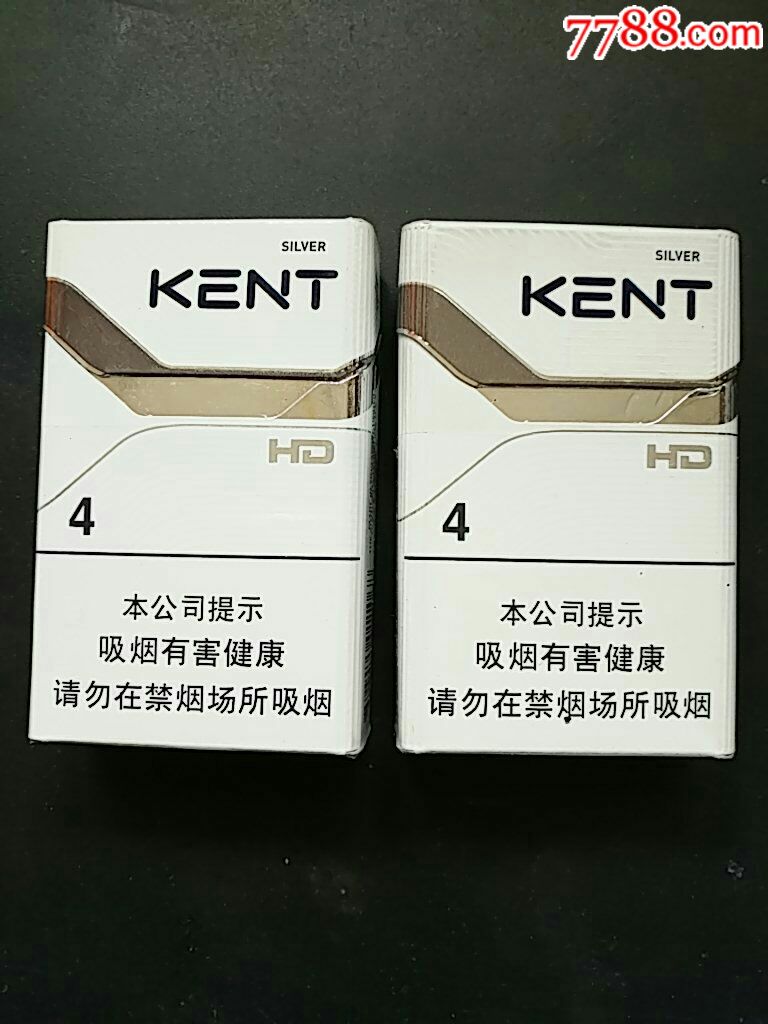 7788.com
SILVER
KENT
HD
4
本公司提示
吸烟有害健康
请勿在禁烟场所吸烟
SILVER
KENT
HD
4
本公司提示
吸烟有害健康
请勿在禁烟场所吸烟